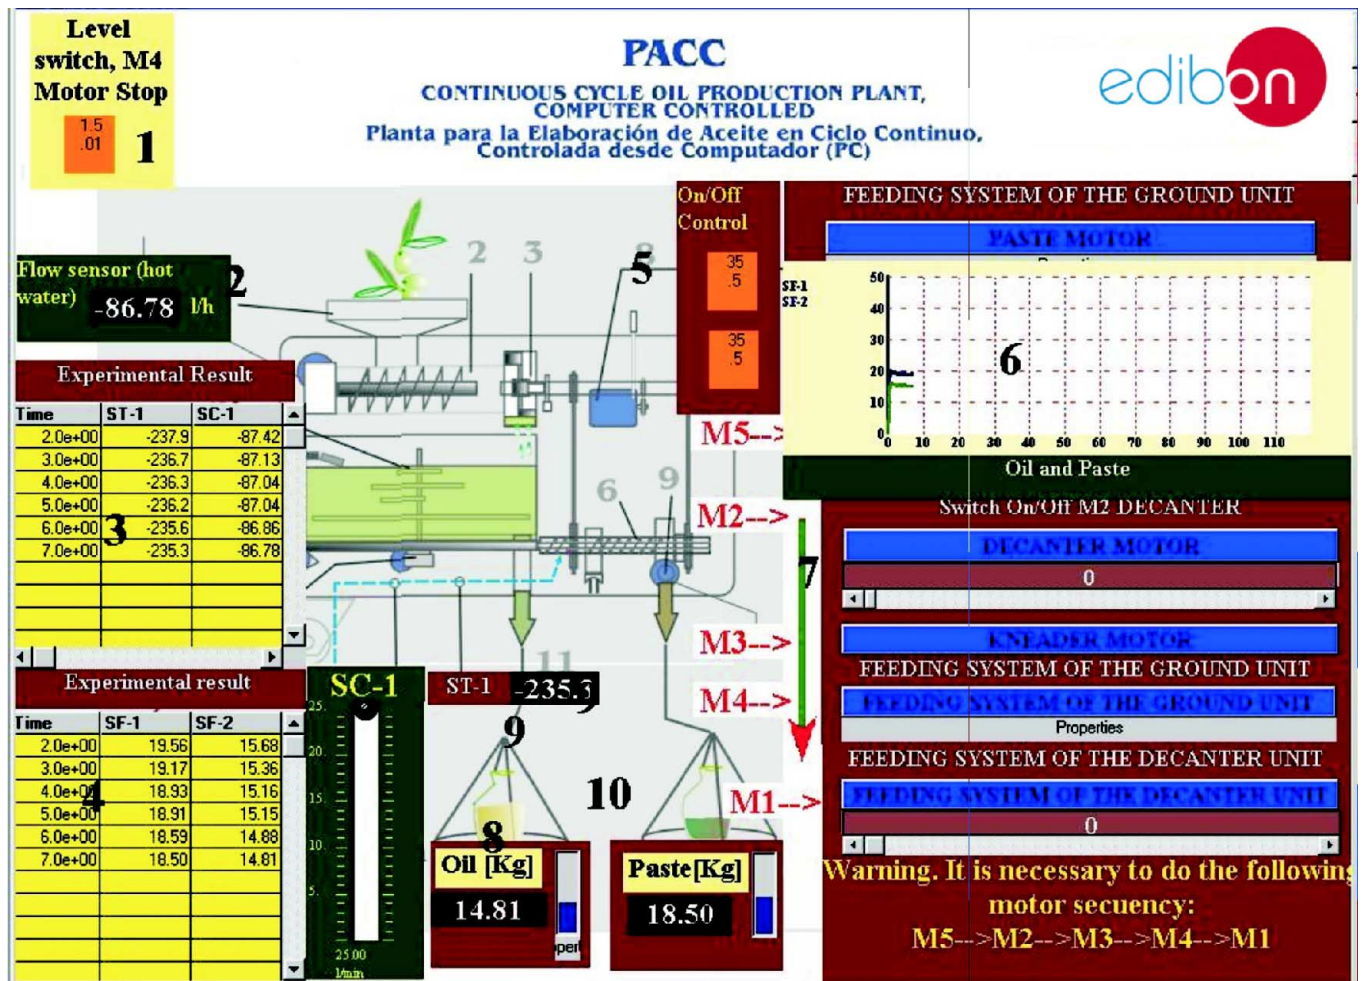 Level
switch, M4
Motor Stop
1.5
.01
1
PACC
CONTINUOUS CYCLE OIL PRODUCTION PLANT,
COMPUTER CONTROLLED
Planta para la Elaboración de Aceite en Ciclo Continuo,
Controlada desde Computador (PC)
edibon
Flow sensor (hot
water) -86.78 l/h
2
2
3
5
On/Off
Control
35
.5
35
.5
FEEDING SYSTEM OF THE GROUND UNIT
PASTE MOTOR
SF-1
SF-2
50
40
30
20
10
0
10 20 30 40 50 60 70 80 90 100 110
6
Oil and Paste
Experimental Result
Time ST-1 SC-1
2.0e+00 -237.9 -87.42
3.0e+00 -236.7 -87.13
4.0e+00 -236.3 -87.04
5.0e+00 -236.2 -87.04
6.0e+00 -235.6 -86.86
7.0e+00 -235.3 -86.78
3
6
9
11
M5-->
M2-->
M3-->
M4-->
M1-->
7
Switch On/Off M2 DECANTER
DECANTER MOTOR
0
KNEADER MOTOR
FEEDING SYSTEM OF THE GROUND UNIT
FEEDING SYSTEM OF THE GROUND UNIT
Properties
FEEDING SYSTEM OF THE DECANTER UNIT
FEEDING SYSTEM OF THE DECANTER UNIT
0
Warning. It is necessary to do the following
motor secuency:
M5-->M2-->M3-->M4-->M1
Experimental result
Time SF-1 SF-2
2.0e+00 19.56 15.68
3.0e+00 19.17 15.36
4.0e+00 18.93 15.16
5.0e+00 18.91 15.15
6.0e+00 18.59 14.88
7.0e+00 18.50 14.81
4
SC-1
25.
20.
15.
10.
5.
25.00
l/min
ST-1 -235.3
9
10
8
Oil [Kg]
14.81
Paste[Kg]
18.50